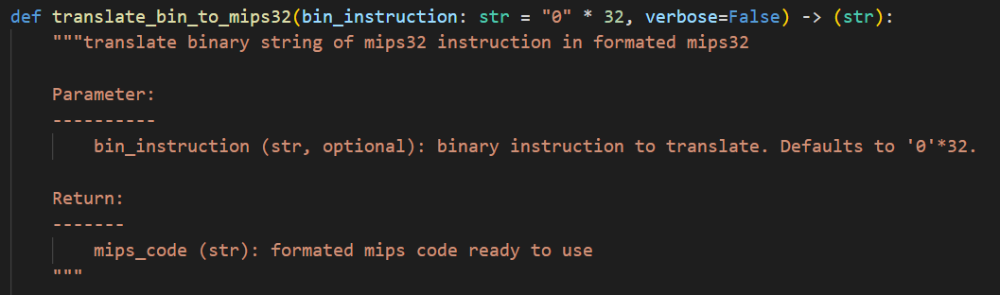 def translate_bin_to_mips32(bin_instruction: str = "0" * 32, verbose=False) -> (str):
"""translate binary string of mips32 instruction in formated mips32
Parameter:
----------
bin_instruction (str, optional): binary instruction to translate. Defaults to '0'*32.
Return:
-------
mips_code (str): formated mips code ready to use
"""